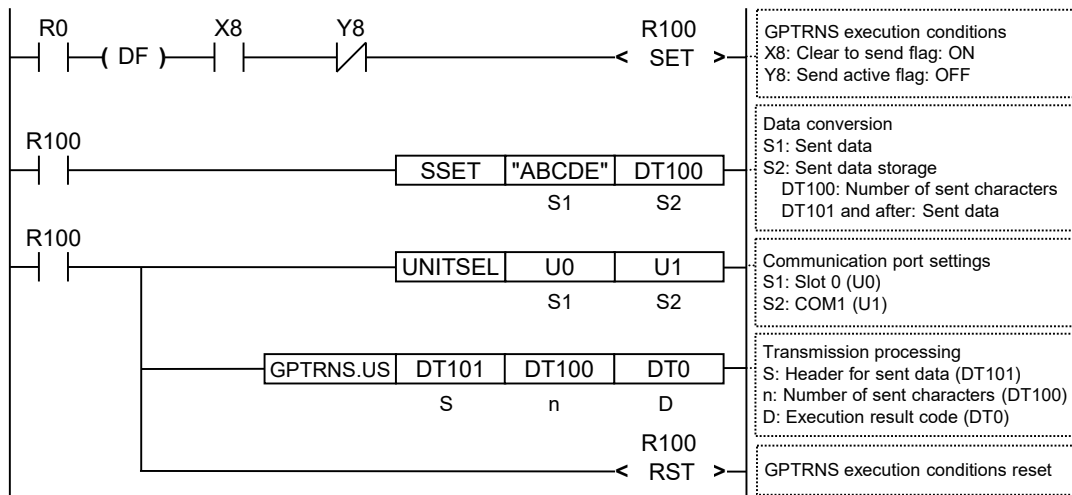 R0 X8 Y8 R100
( DF ) < SET >
GPTRNS execution conditions
X8: Clear to send flag: ON
Y8: Send active flag: OFF
R100
SSET "ABCDE" DT100
S1 S2
Data conversion
S1: Sent data
S2: Sent data storage
DT100: Number of sent characters
DT101 and after: Sent data
R100
UNITSEL U0 U1
S1 S2
Communication port settings
S1: Slot 0 (U0)
S2: COM1 (U1)
GPTRNS.US DT101 DT100 DT0
S n D
Transmission processing
S: Header for sent data (DT101)
n: Number of sent characters (DT100)
D: Execution result code (DT0)
R100
< RST >
GPTRNS execution conditions reset